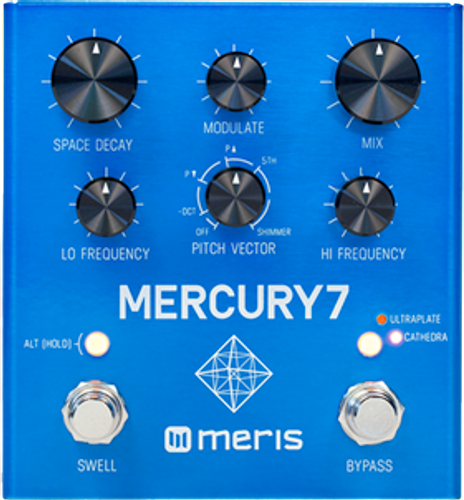 SPACE DECAY
MODULATE
MIX
P▲
5TH
P▼
-OCT
OFF
SHIMMER
LO FREQUENCY
PITCH VECTOR
HI FREQUENCY
MERCURY7
ULTRAPLATE
ALT (HOLD)
CATHEDRA
m meris
SWELL
BYPASS